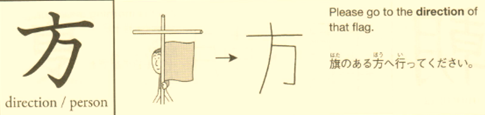 方
direction / person
Please go to the direction of
that flag.
はた ほう い
旗のある方へ行ってください。